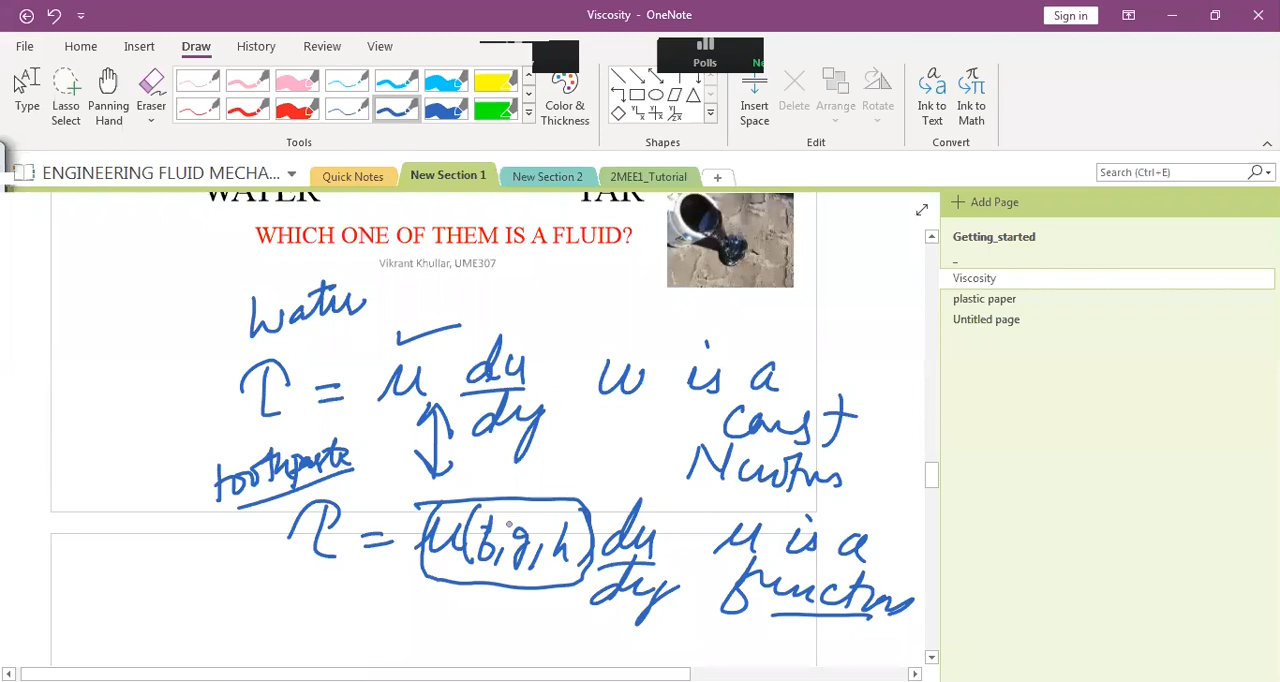 Viscosity - OneNote
Sign in
File Home Insert Draw History Review View
Polls
Ne
Type
Lasso Select
Panning Hand
Eraser
Color & Thickness
Insert Space
Delete
Arrange
Rotate
Ink to Text
Ink to Math
Tools
Shapes
Edit
Convert
ENGINEERING FLUID MECHA...
Quick Notes
New Section 1
New Section 2
2MEE1_Tutorial
Search (Ctrl+E)
Add Page
Getting_started
_
Viscosity
plastic paper
Untitled page
WATER TAR
WHICH ONE OF THEM IS A FLUID?
Vikrant Khullar, UME307
Water
τ = μ du/dy μ is a
const
toothpaste
τ = μ( , , ) du/dy μ is a